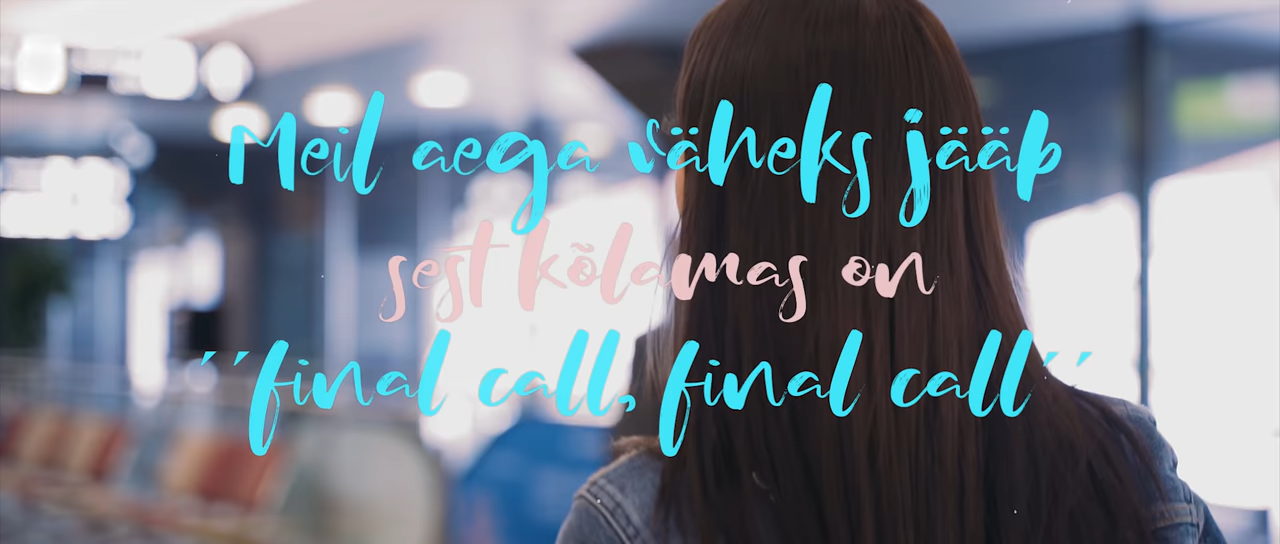 Meil aega väheks jääb
sest kõlamas on
´´final call, final call´´